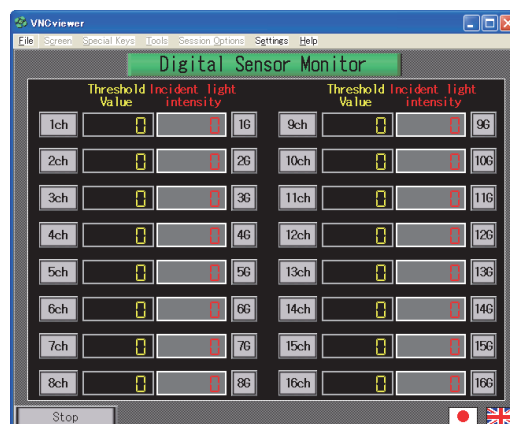 VNCviewer
File Screen Special Keys Tools Session Options Settings Help
Digital Sensor Monitor
Threshold Incident light Threshold Incident light
Value intensity Value intensity
1ch 0 0 1G 9ch 0 0 9G
2ch 0 0 2G 10ch 0 0 10G
3ch 0 0 3G 11ch 0 0 11G
4ch 0 0 4G 12ch 0 0 12G
5ch 0 0 5G 13ch 0 0 13G
6ch 0 0 6G 14ch 0 0 14G
7ch 0 0 7G 15ch 0 0 15G
8ch 0 0 8G 16ch 0 0 16G
Stop